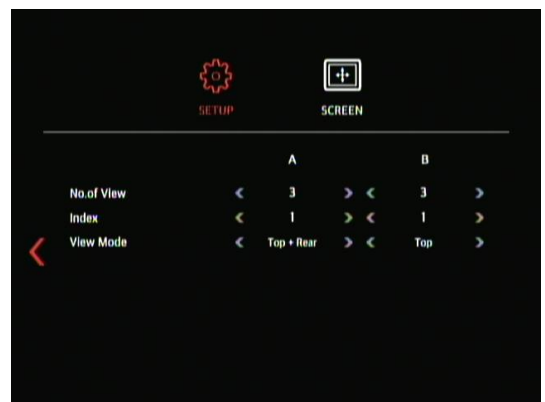 SETUP SCREEN
A B
No.of View 3 3
Index 1 1
View Mode Top + Rear Top